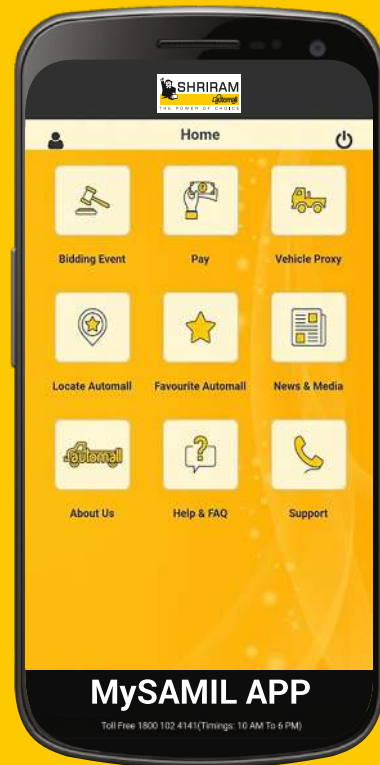 SHRIRAM
automall
THE POWER OF CHOICE
Home
Bidding Event
Pay
Vehicle Proxy
Locate Automall
Favourite Automall
News & Media
automall
About Us
Help & FAQ
Support
MySAMIL APP
Toll Free 1800 102 4141(Timings: 10 AM To 6 PM)